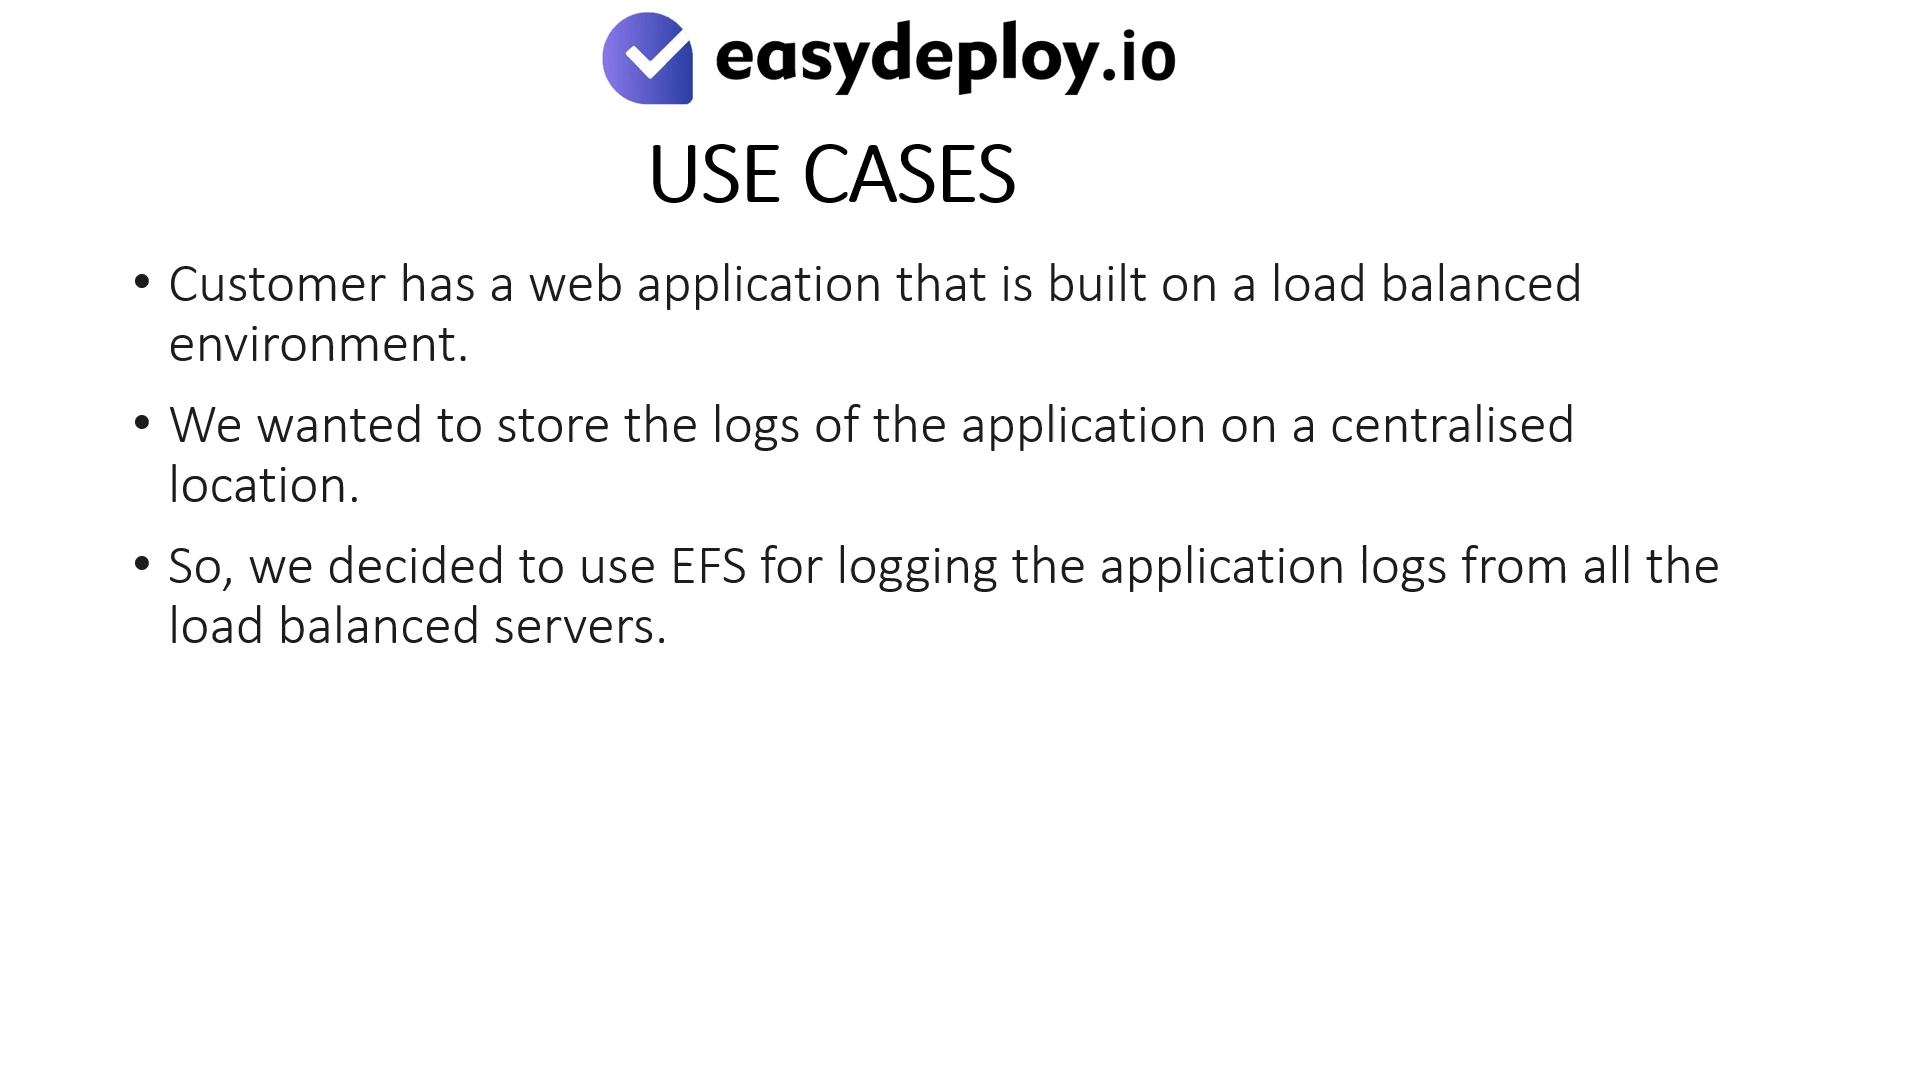 easydeploy.io
USE CASES
• Customer has a web application that is built on a load balanced
environment.
• We wanted to store the logs of the application on a centralised
location.
• So, we decided to use EFS for logging the application logs from all the
load balanced servers.